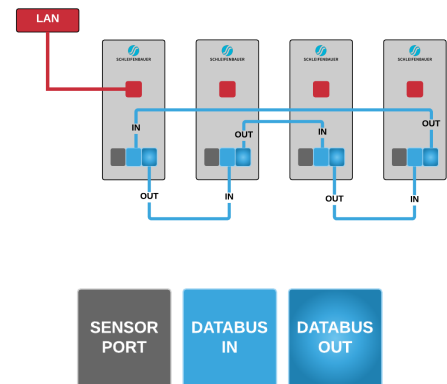 LAN
SCHLEIFENBAUER
SCHLEIFENBAUER
SCHLEIFENBAUER
SCHLEIFENBAUER
IN
OUT
IN
OUT
OUT
IN
OUT
IN
SENSOR
PORT
DATABUS
IN
DATABUS
OUT